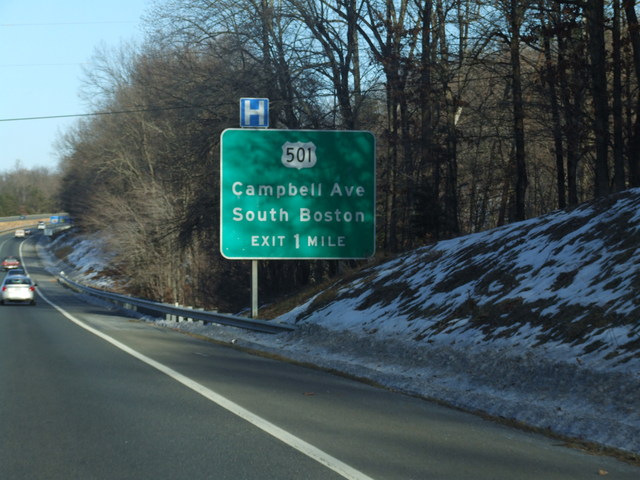 H
501
Campbell Ave
South Boston
EXIT 1 MILE